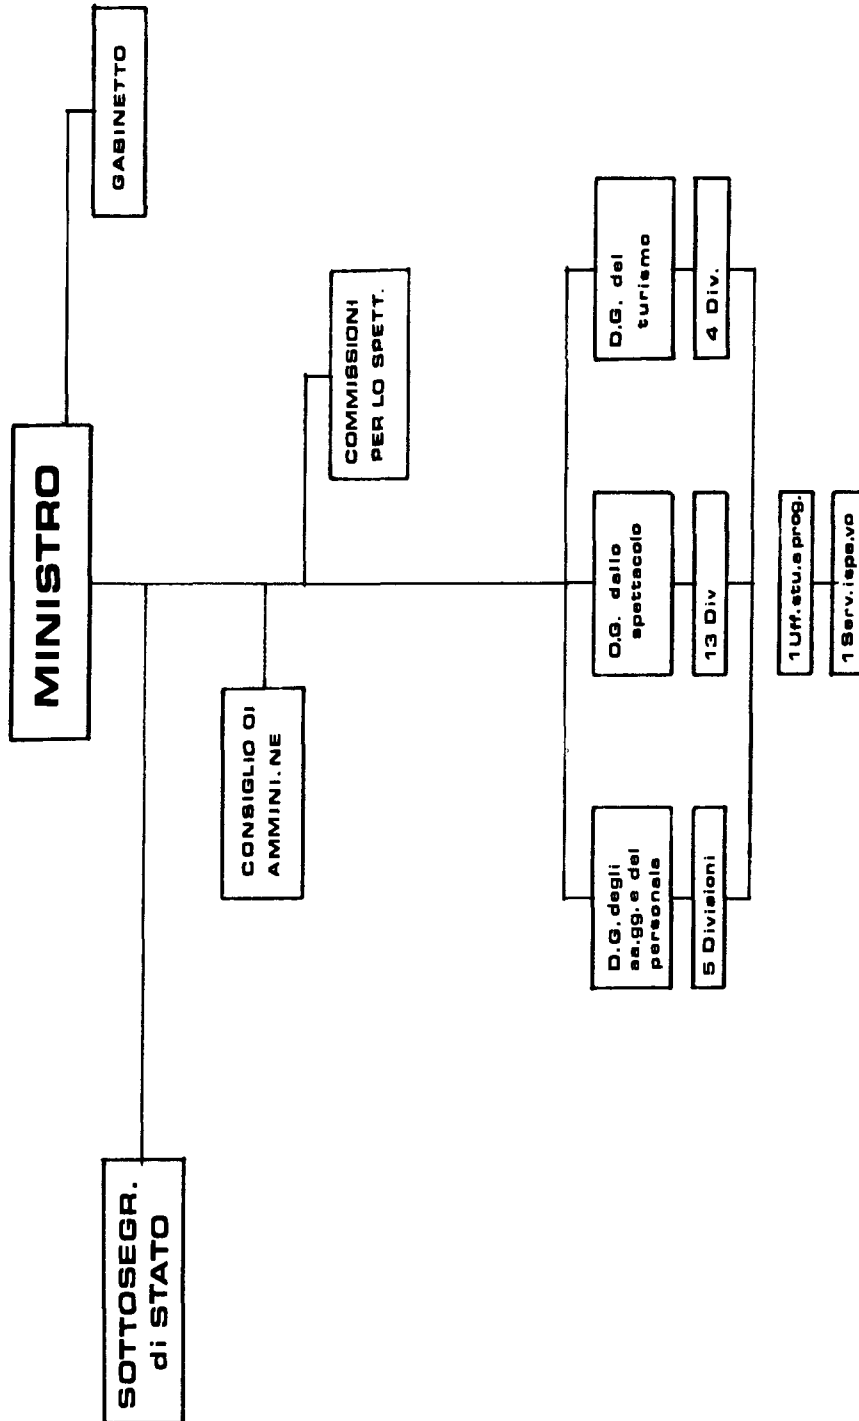 MINISTRO
GABINETTO
SOTTOSEGR.
di STATO
CONSIGLIO DI
AMMINI.NE
COMMISSIONI
PER LO SPETT.
D.G. degli
aa.gg. e del
personale
5 Divisioni
D.G. dello
spettacolo
13 Div
D.G. del
turismo
4 Div.
1 Uff. stu. e prog.
1 Serv. ispe.vo